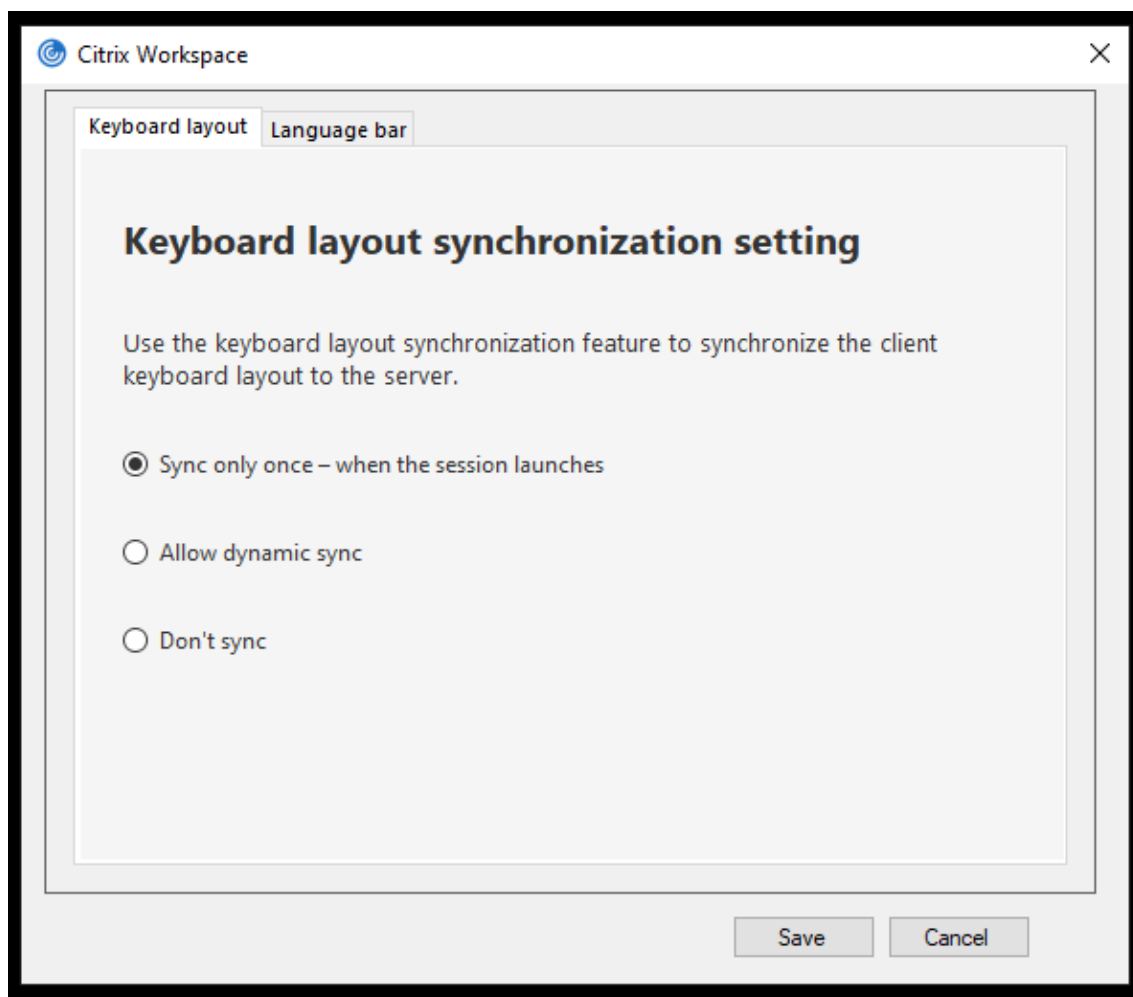 Citrix Workspace
Keyboard layout
Language bar
Keyboard layout synchronization setting
Use the keyboard layout synchronization feature to synchronize the client
keyboard layout to the server.
Sync only once – when the session launches
Allow dynamic sync
Don't sync
Save
Cancel